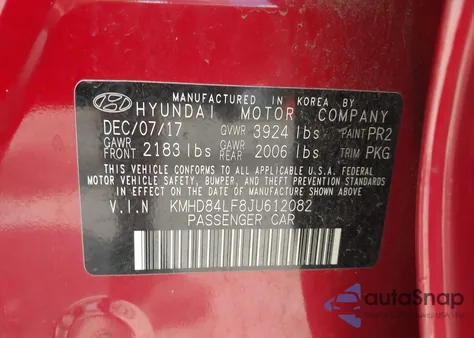 MANUFACTURED IN KOREA BY
HYUNDAI MOTOR COMPANY
DEC/07/17 GVWR 3924 lbs PAINT PR2
GAWR FRONT 2183 lbs GAWR REAR 2006 lbs TRIM PKG
THIS VEHICLE CONFORMS TO ALL APPLICABLE U.S.A. FEDERAL
MOTOR VEHICLE SAFETY, BUMPER, AND THEFT PREVENTION STANDARDS
IN EFFECT ON THE DATE OF MANUFACTURE SHOWN ABOVE.
V.I.N KMHD84LF8JU612082
PASSENGER CAR
autoSnap